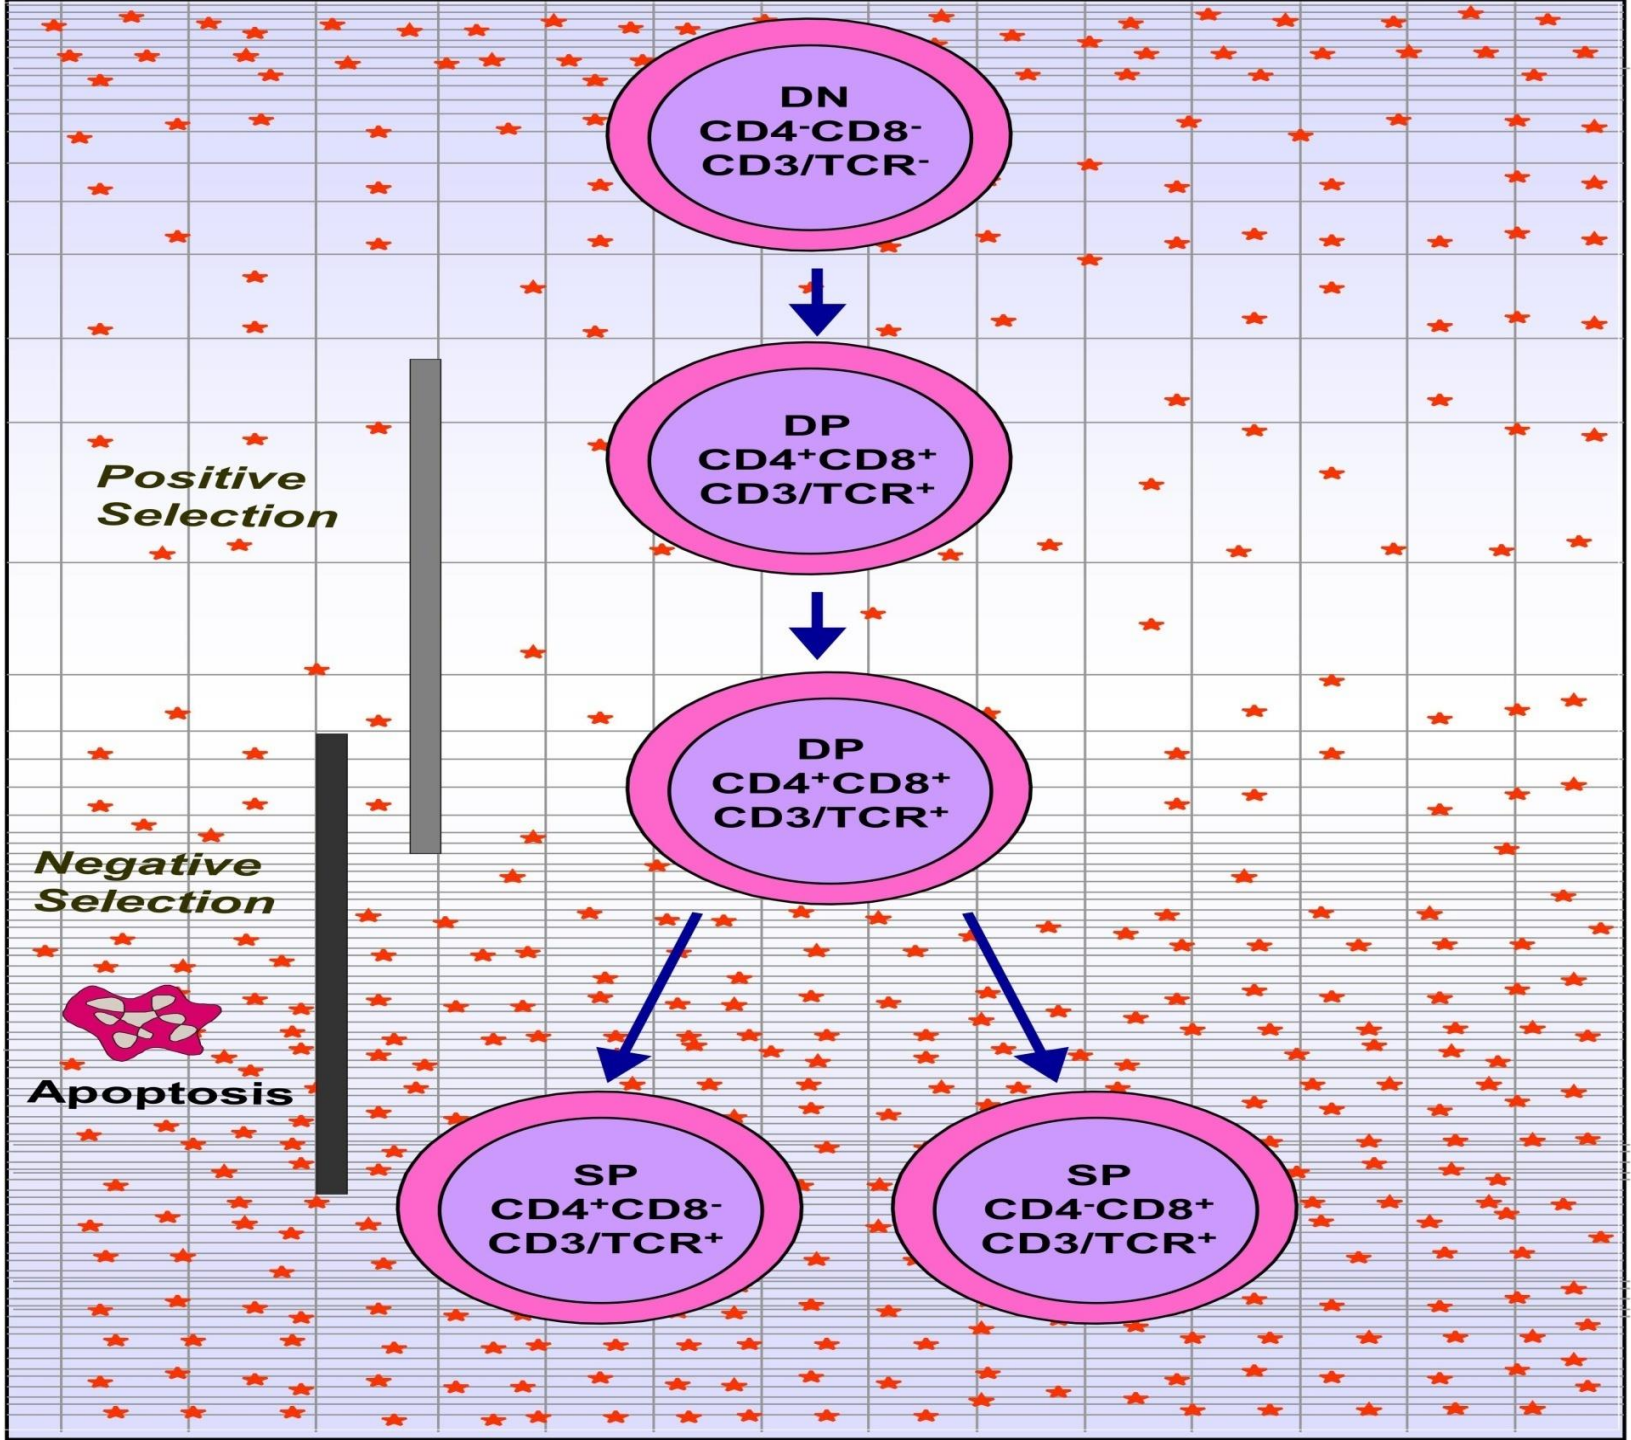 DN
CD4⁻CD8⁻
CD3/TCR⁻
DP
CD4⁺CD8⁺
CD3/TCR⁺
Positive
Selection
DP
CD4⁺CD8⁺
CD3/TCR⁺
Negative
Selection
Apoptosis
SP
CD4⁺CD8⁻
CD3/TCR⁺
SP
CD4⁻CD8⁺
CD3/TCR⁺